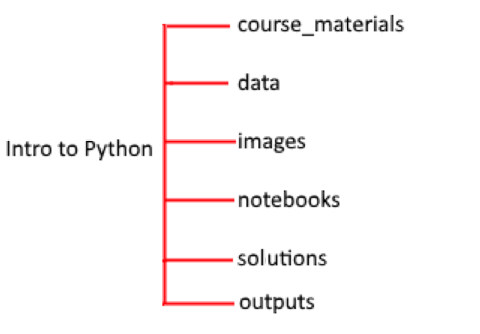 course_materials
data
images
Intro to Python
notebooks
solutions
outputs